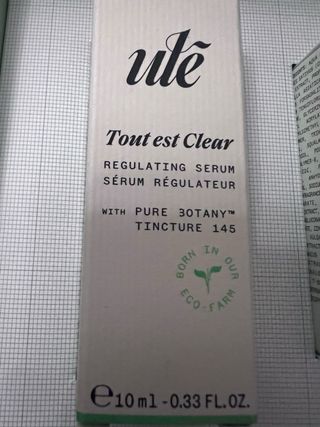 ulé
Tout est Clear
REGULATING SERUM
SÉRUM RÉGULATEUR
WITH PURE BOTANY™
TINCTURE 145
BORN IN OUR
ECO-FARM
℮10 ml - 0.33 FL.OZ.